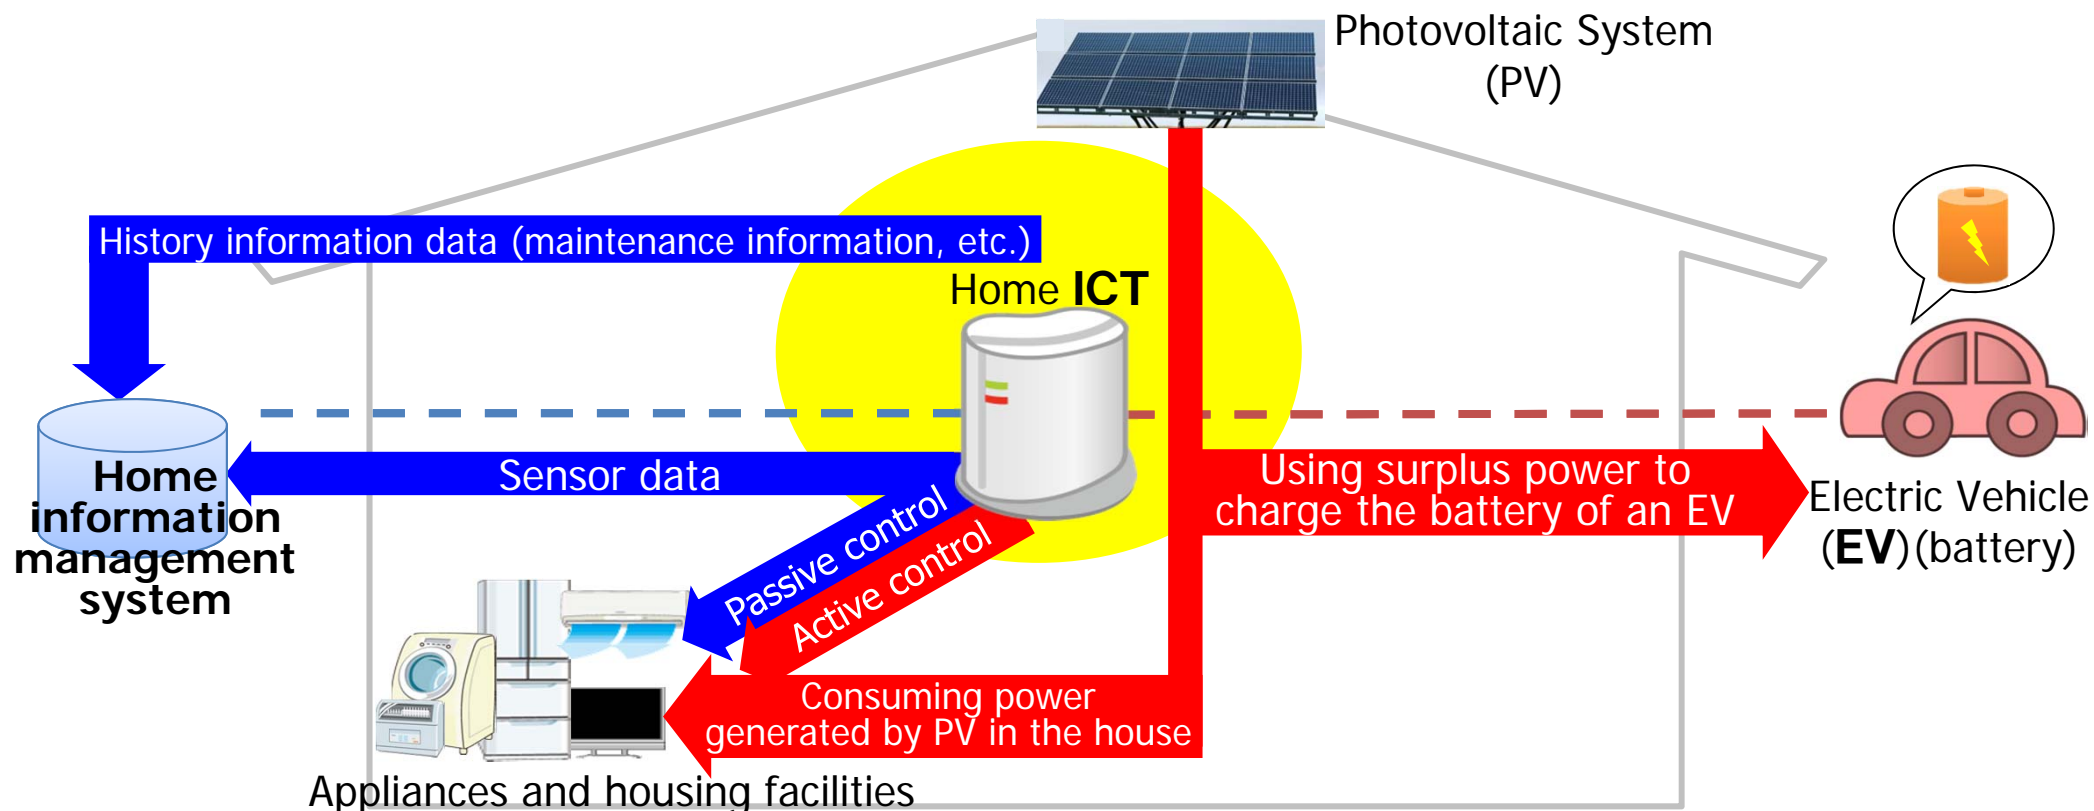 Photovoltaic System
(PV)
History information data (maintenance information, etc.)
Home ICT
Sensor data
Using surplus power to
charge the battery of an EV
Electric Vehicle
(EV)(battery)
Home
information
management
system
Passive control
Active control
Consuming power
generated by PV in the house
Appliances and housing facilities